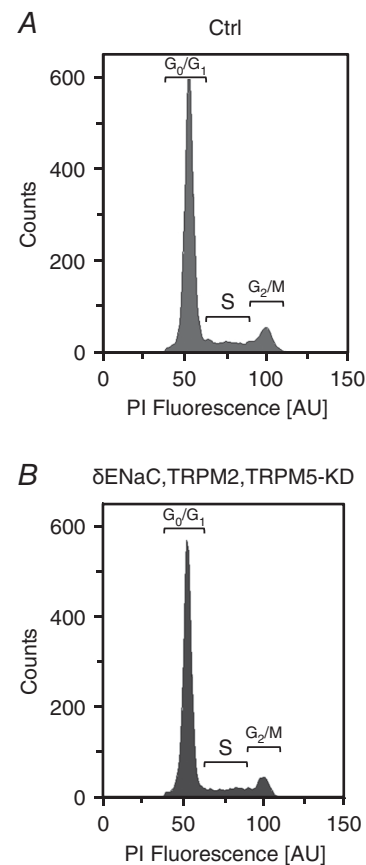 A
Ctrl
G0/G1
600
400
200
0
S
G2/M
Counts
0 50 100 150
PI Fluorescence [AU]
B
δENaC,TRPM2,TRPM5-KD
G0/G1
600
400
200
0
S
G2/M
Counts
0 50 100 150
PI Fluorescence [AU]